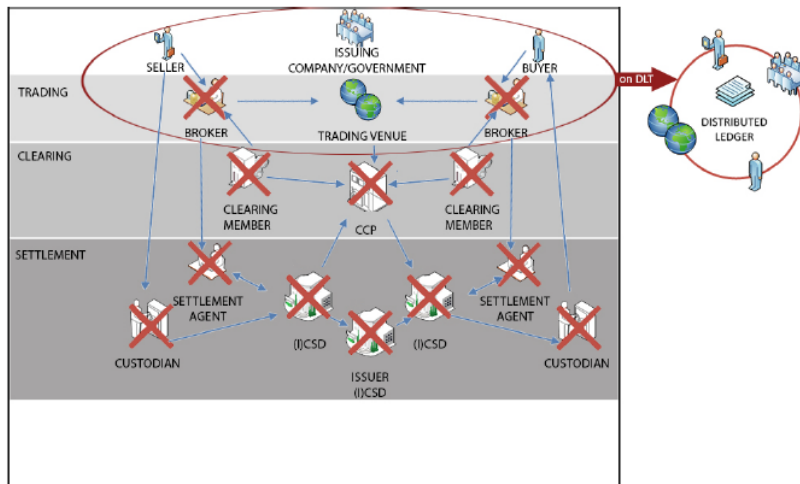 ISSUING
COMPANY/GOVERNMENT
SELLER
BUYER
on DLT
TRADING
BROKER
TRADING VENUE
BROKER
DISTRIBUTED
LEDGER
CLEARING
CLEARING
MEMBER
CCP
CLEARING
MEMBER
SETTLEMENT
SETTLEMENT
AGENT
SETTLEMENT
AGENT
(I)CSD
(I)CSD
CUSTODIAN
CUSTODIAN
ISSUER
(I)CSD